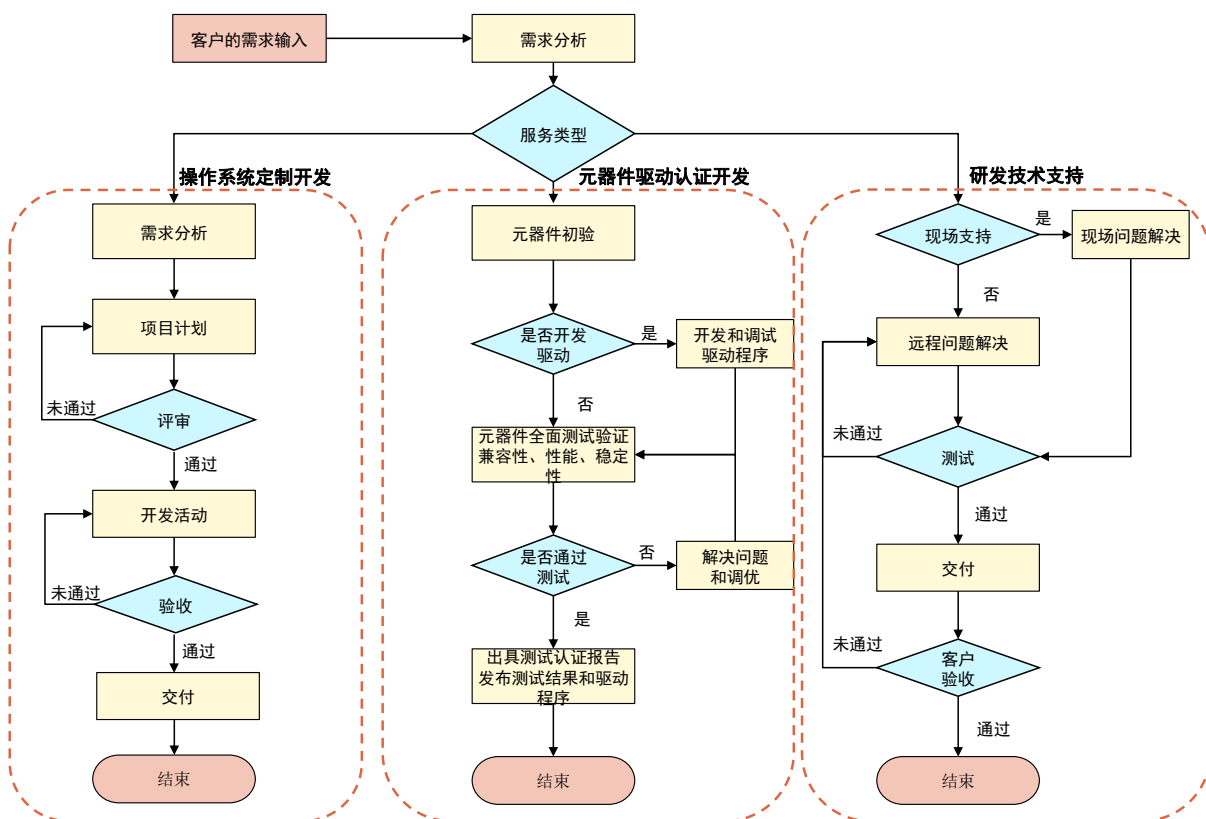 客户的需求输入
需求分析
服务类型
操作系统定制开发
需求分析
项目计划
未通过
评审
通过
开发活动
未通过
验收
通过
交付
结束
元器件驱动认证开发
元器件初验
是否开发
驱动
是
开发和调试
驱动程序
否
元器件全面测试验证
兼容性、性能、稳定
性
是否通过
测试
否
解决问题
和调优
是
出具测试认证报告
发布测试结果和驱动
程序
结束
研发技术支持
现场支持
是
现场问题解决
否
远程问题解决
未通过
测试
通过
交付
未通过
客户
验收
通过
结束